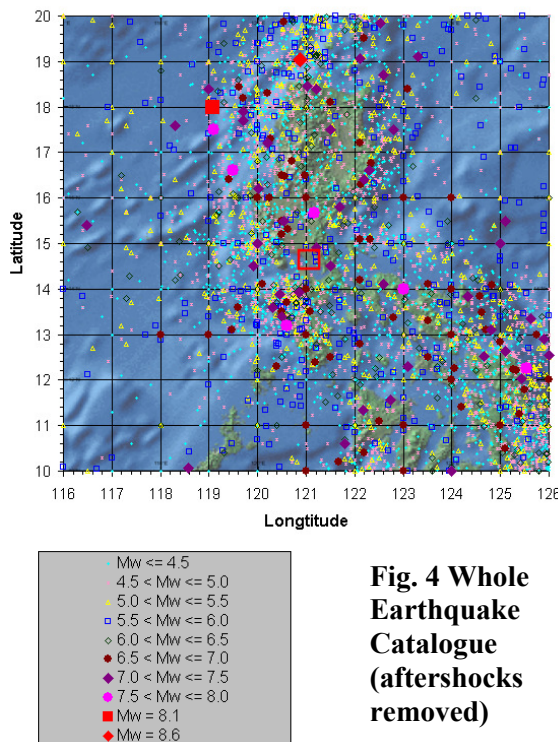 20
19
18
17
16
15
14
13
12
11
10
Latitude
116 117 118 119 120 121 122 123 124 125 126
Longtitude
Mw <= 4.5
4.5 < Mw <= 5.0
5.0 < Mw <= 5.5
5.5 < Mw <= 6.0
6.0 < Mw <= 6.5
6.5 < Mw <= 7.0
7.0 < Mw <= 7.5
7.5 < Mw <= 8.0
Mw = 8.1
Mw = 8.6
Fig. 4 Whole
Earthquake
Catalogue
(aftershocks
removed)